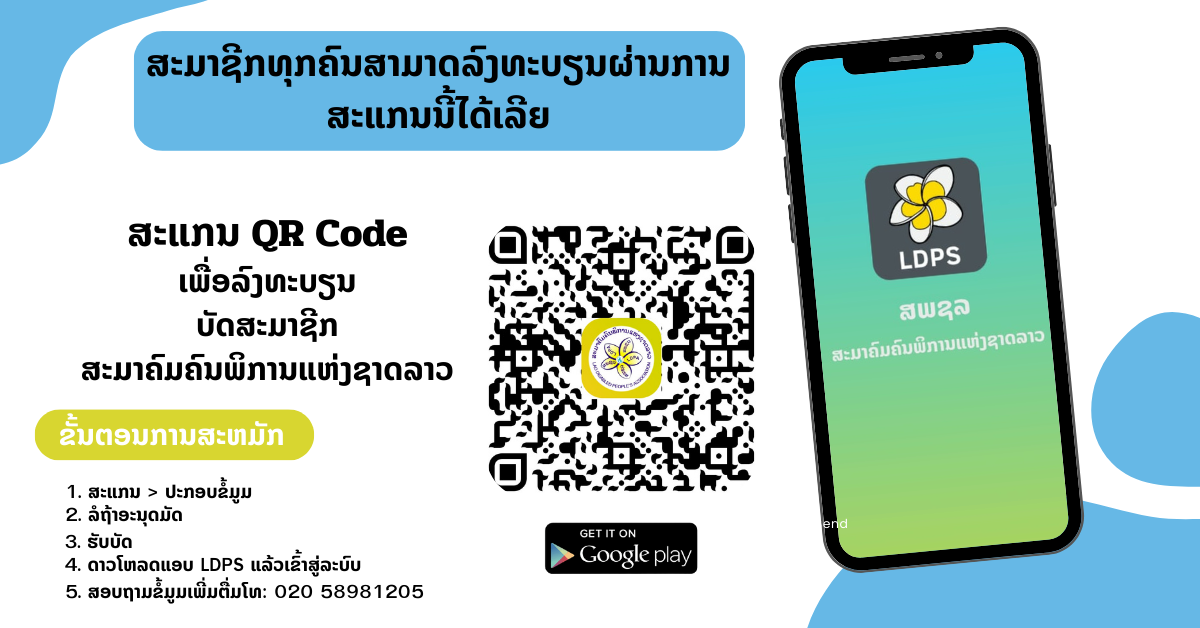 ສະມາຊິກທຸກຄົນສາມາດລົງທະບຽນຜ່ານການ
ສະແກນນີ້ໄດ້ເລີຍ
ສະແກນ QR Code
ເພື່ອລົງທະບຽນ
ບັດສະມາຊິກ
ສະມາຄົມຄົນພິການແຫ່ງຊາດລາວ
ຂັ້ນຕອນການສະຫມັກ
1. ສະແກນ > ປະກອບຂໍ້ມູນ
2. ລໍຖ້າອະນຸດມັດ
3. ຮັບບັດ
4. ດາວໂຫລດແອບ LDPS ແລ້ວເຂົ້າສູ່ລະບົບ
5. ສອບຖາມຂໍ້ມູນເພີ່ມຕື່ມໂທ: 020 58981205
GET IT ON
Google play
LDPS
ສພຊລ
ສະມາຄົມຄົນພິການແຫ່ງຊາດລາວ
end